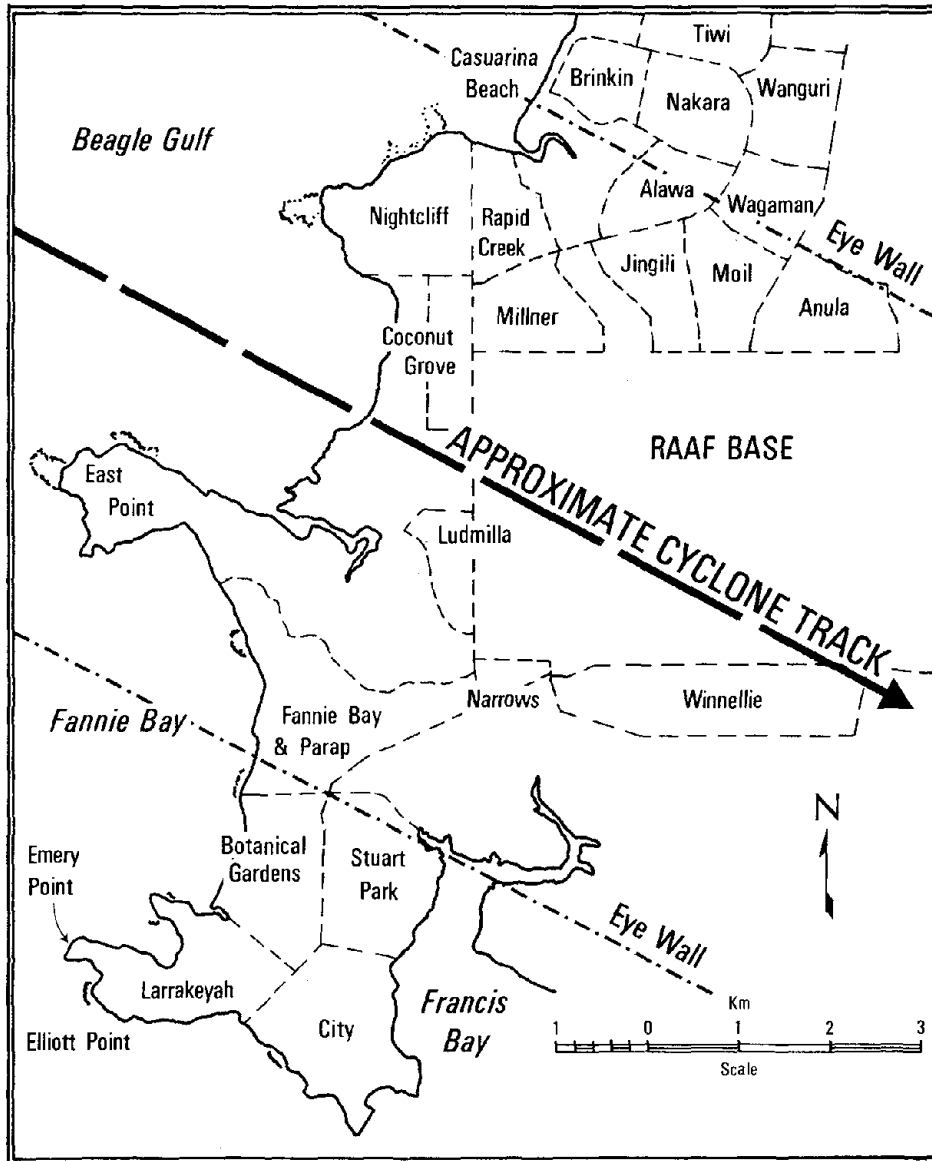 Tiwi
Casuarina
Beach
Brinkin
Wanguri
Nakara
Beagle Gulf
Alawa
Wagaman
Nightcliff
Rapid
Creek
Eye Wall
Jingili
Moil
Millner
Anula
Coconut
Grove
RAAF BASE
APPROXIMATE CYCLONE TRACK
East
Point
Ludmilla
Fannie Bay
Fannie Bay
& Parap
Narrows
Winnellie
N
Botanical
Gardens
Stuart
Park
Emery
Point
Eye Wall
Larrakeyah
City
Francis
Bay
Elliott Point
Km
1 0 1 2 3
Scale